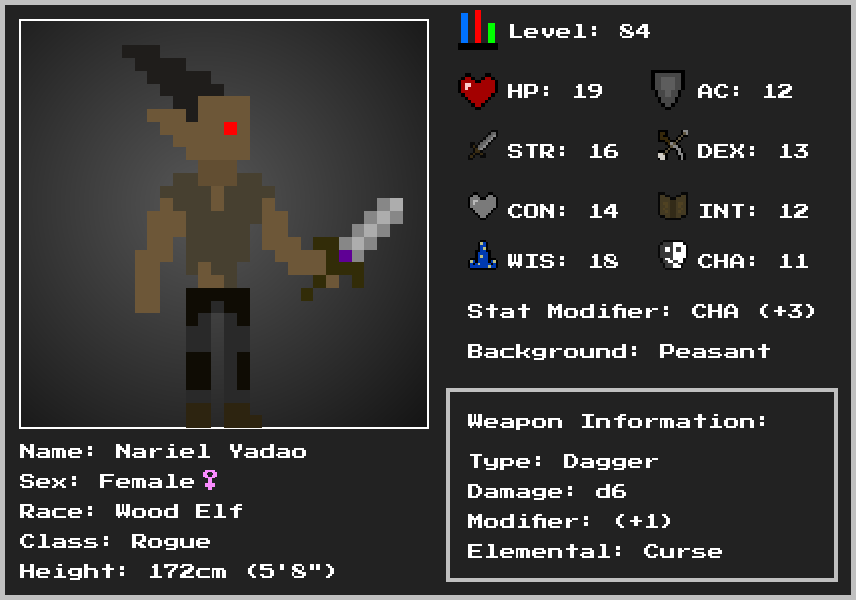 Level: 84
HP: 19
AC: 12
STR: 16
DEX: 13
CON: 14
INT: 12
WIS: 18
CHA: 11
Stat Modifier: CHA (+3)
Background: Peasant
Weapon Information:
Type: Dagger
Damage: d6
Modifier: (+1)
Elemental: Curse
Name: Nariel Yadao
Sex: Female♀
Race: Wood Elf
Class: Rogue
Height: 172cm (5'8")